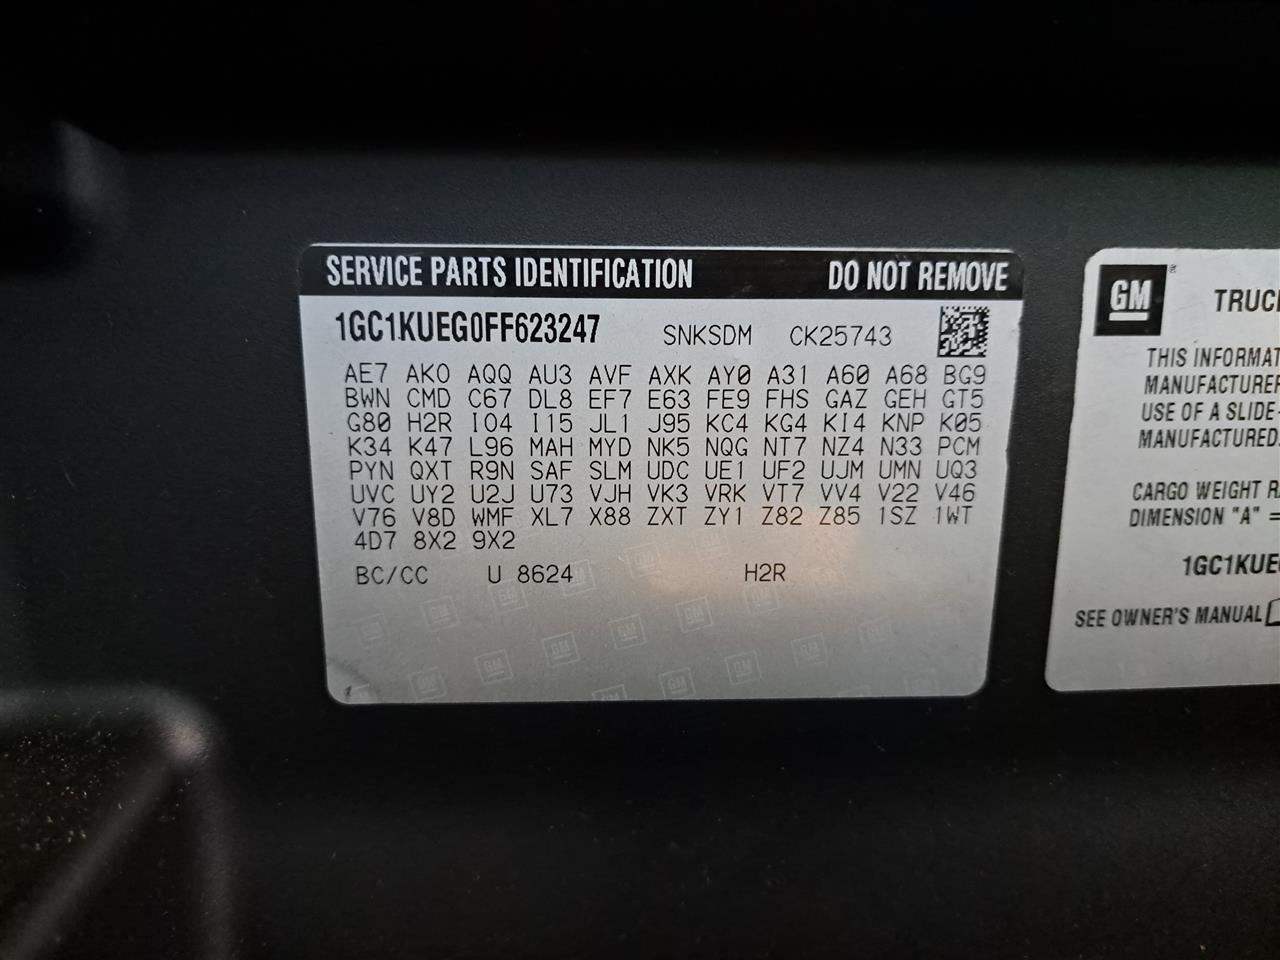 SERVICE PARTS IDENTIFICATION DO NOT REMOVE
1GC1KUEG0FF623247 SNKSDM CK25743
AE7 AK0 AQQ AU3 AVF AXK AY0 A31 A60 A68 BG9
BWN CMD C67 DL8 EF7 E63 FE9 FHS GAZ GEH GT5
G80 H2R I04 I15 JL1 J95 KC4 KG4 KI4 KNP K05
K34 K47 L96 MAH MYD NK5 NQG NT7 NZ4 N33 PCM
PYN QXT R9N SAF SLM UDC UE1 UF2 UJM UMN UQ3
UVC UY2 U2J U73 VJH VK3 VRK VT7 VV4 V22 V46
V76 V8D WMF XL7 X88 ZXT ZY1 Z82 Z85 1SZ 1WT
4D7 8X2 9X2
BC/CC U 8624 H2R
GM® TRUC
THIS INFORMAT
MANUFACTURER
USE OF A SLIDE-
MANUFACTURED.
CARGO WEIGHT RA
DIMENSION "A" =
1GC1KUE
SEE OWNER'S MANUAL